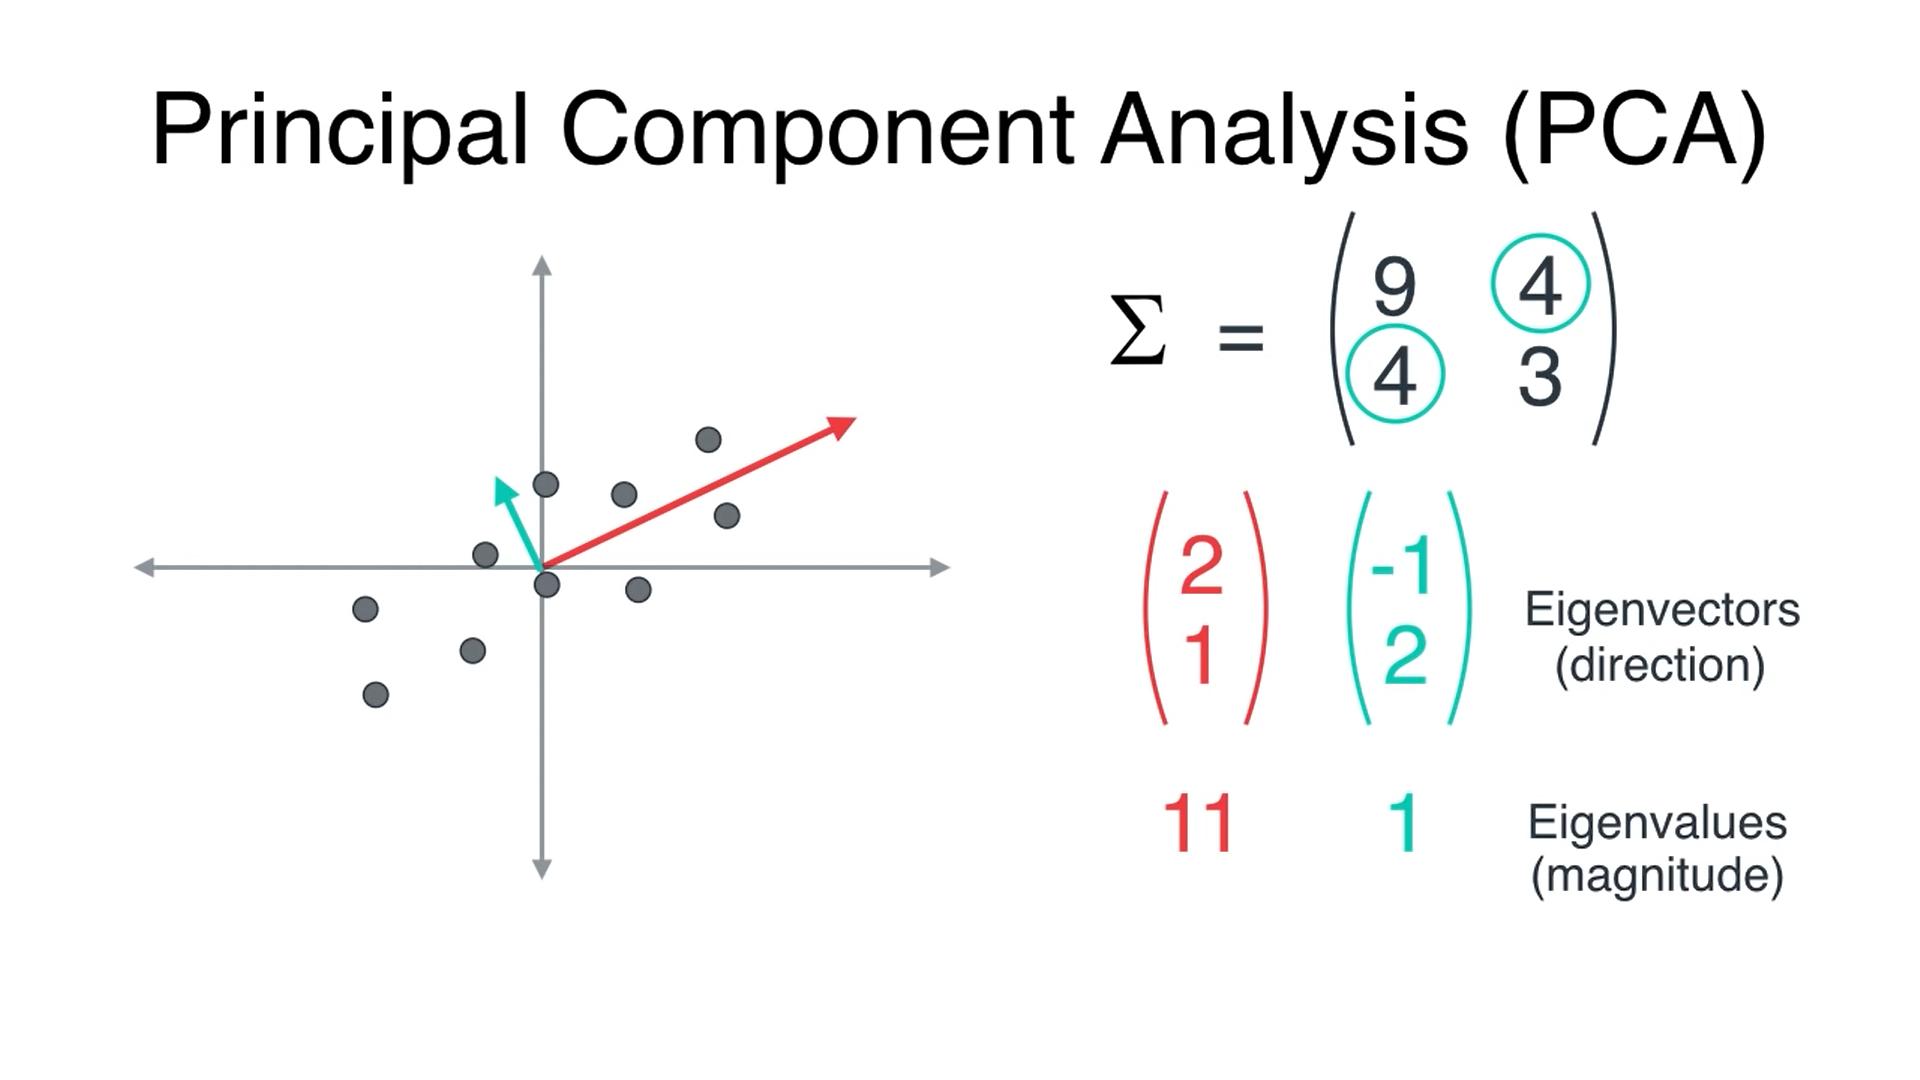 Principal Component Analysis (PCA)
Σ = ( 9 4
4 3 )
( 2
1 )
( -1
2 )
Eigenvectors
(direction)
11 1
Eigenvalues
(magnitude)